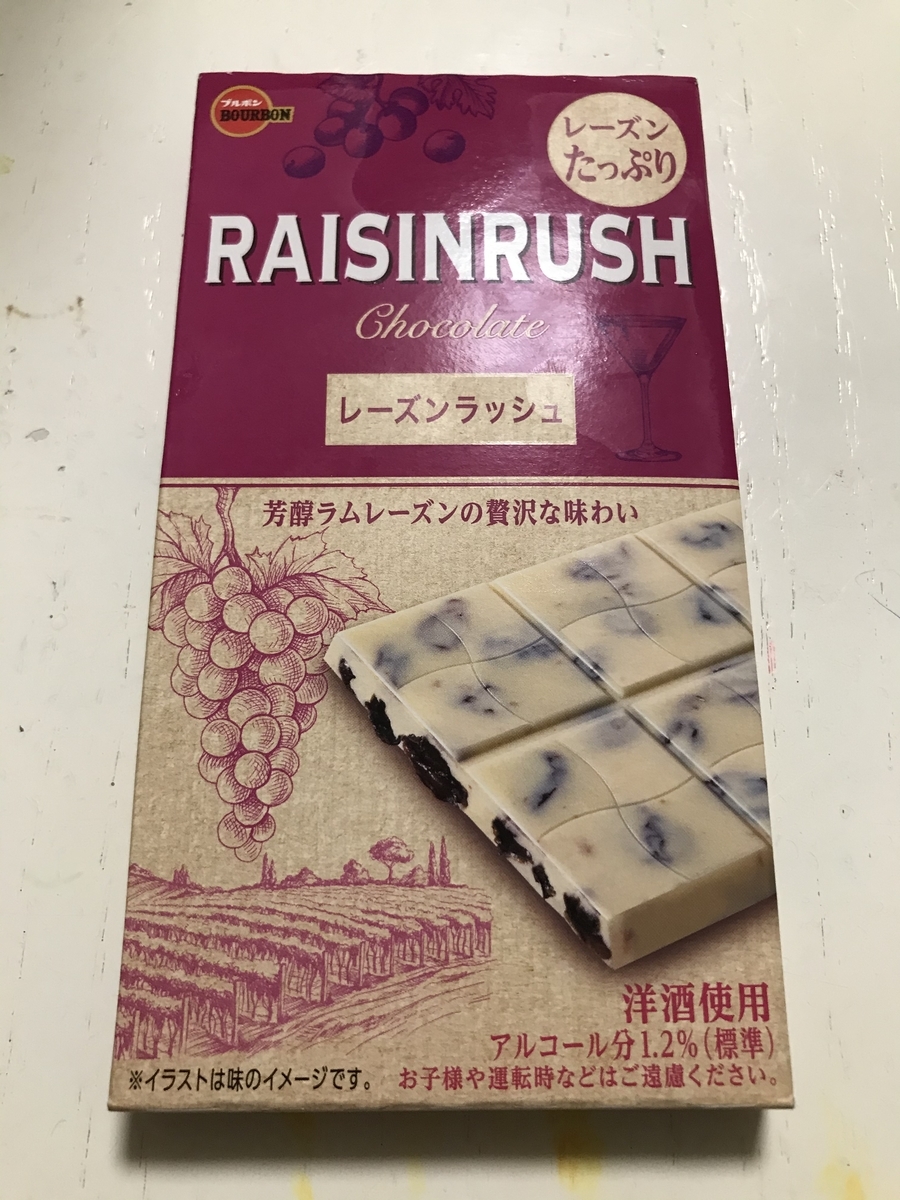 ブルボン
BOURBON
レーズン
たっぷり
RAISINRUSH
Chocolate
レーズンラッシュ
芳醇ラムレーズンの贅沢な味わい
洋酒使用
アルコール分1.2%(標準)
※イラストは味のイメージです。 お子様や運転時などはご遠慮ください。